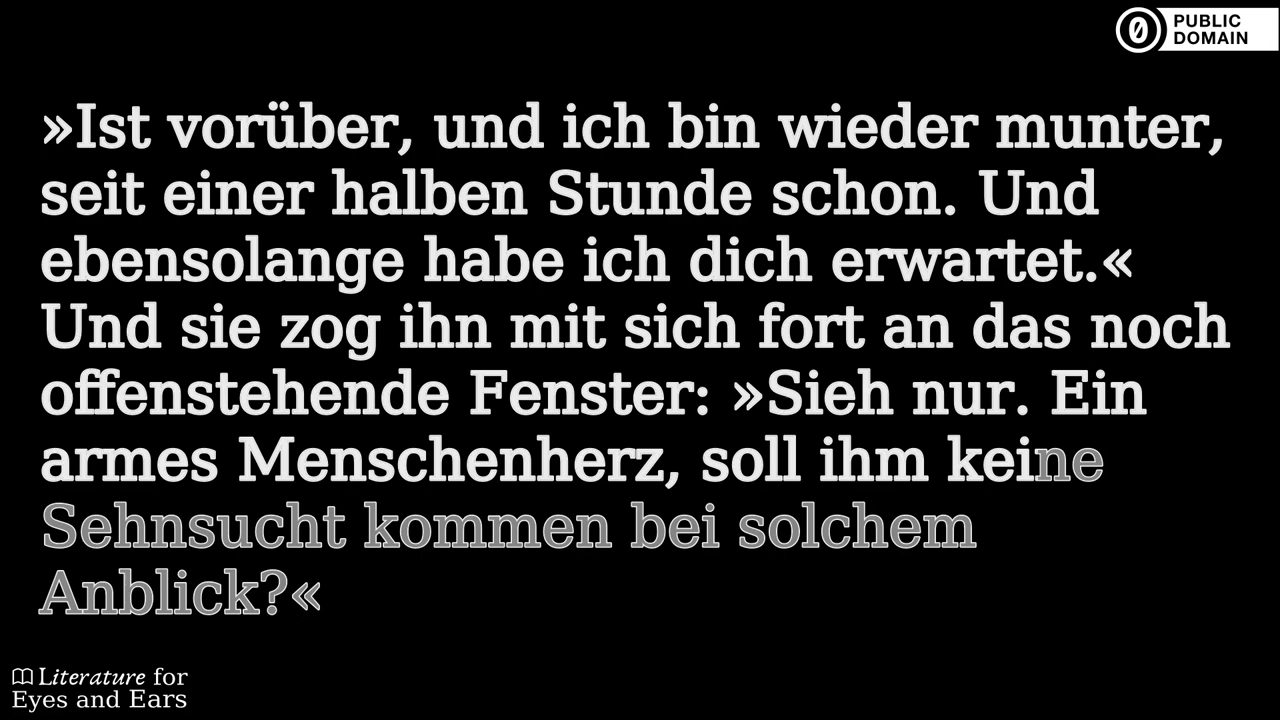 PUBLIC
DOMAIN
»Ist vorüber, und ich bin wieder munter,
seit einer halben Stunde schon. Und
ebensolange habe ich dich erwartet.«
Und sie zog ihn mit sich fort an das noch
offenstehende Fenster: »Sieh nur. Ein
armes Menschenherz, soll ihm keine
Sehnsucht kommen bei solchem
Anblick?«
Literature for
Eyes and Ears